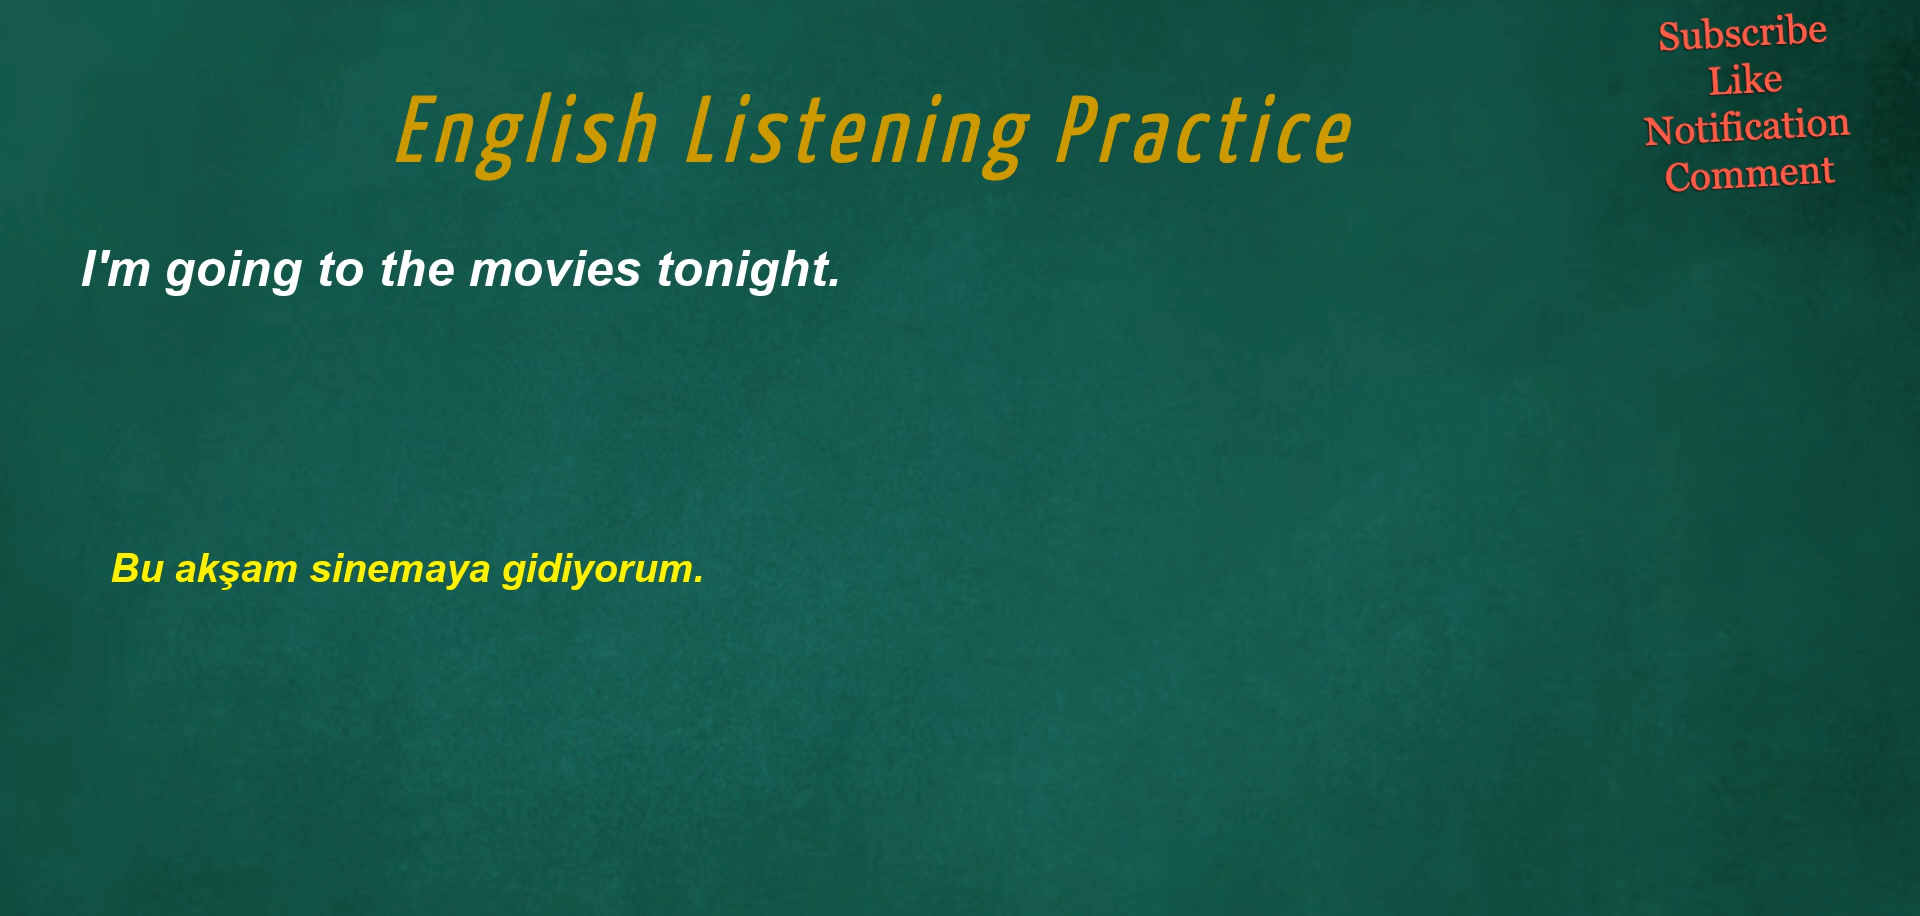 English Listening Practice
Subscribe
Like
Notification
Comment
I'm going to the movies tonight.
Bu akşam sinemaya gidiyorum.